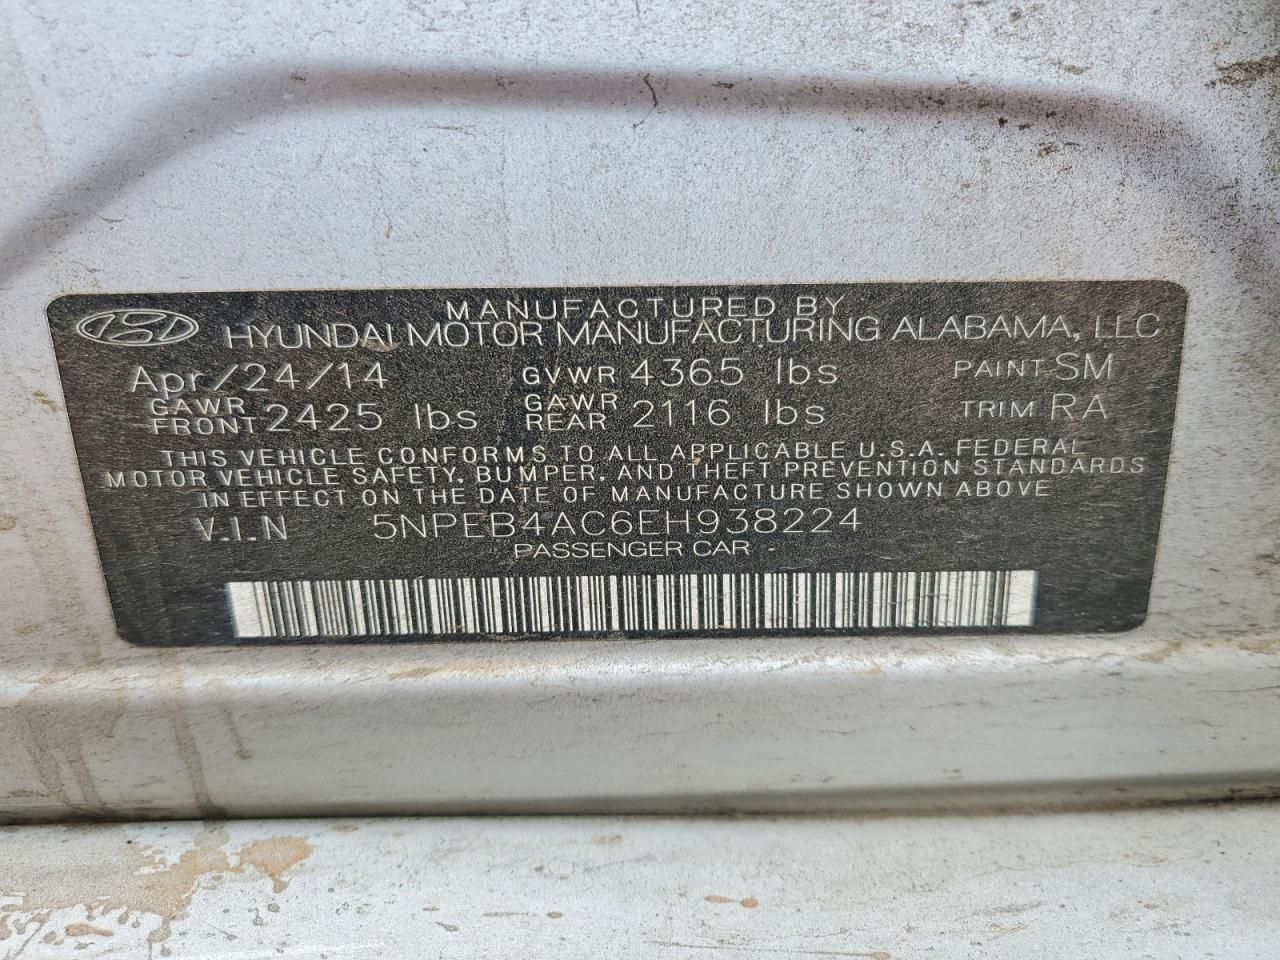 MANUFACTURED BY
HYUNDAI MOTOR MANUFACTURING ALABAMA, LLC
Apr/24/14 GVWR 4365 lbs PAINT SM
GAWR FRONT 2425 lbs GAWR REAR 2116 lbs TRIM RA
THIS VEHICLE CONFORMS TO ALL APPLICABLE U.S.A. FEDERAL
MOTOR VEHICLE SAFETY, BUMPER, AND THEFT PREVENTION STANDARDS
IN EFFECT ON THE DATE OF MANUFACTURE SHOWN ABOVE
V.I.N 5NPEB4AC6EH938224
PASSENGER CAR